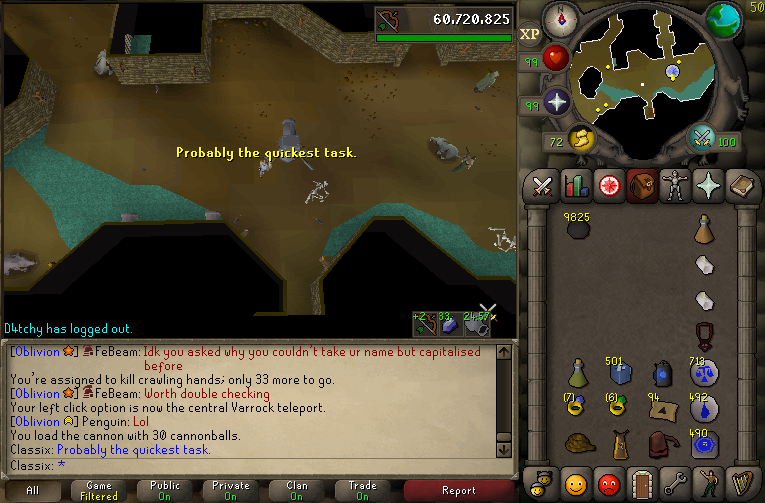 50
60,720,825
XP
99
99
72
100
Probably the quickest task.
9825
D4tchy has logged out.
+2
33
24:57
501
713
(7)
(6)
94
492
490
[Oblivion] FeBeam: Idk you asked why you couldn't take ur name but capitalised
before
You're assigned to kill crawling hands; only 33 more to go.
[Oblivion] FeBeam: Worth double checking
Your left click option is now the central Varrock teleport.
[Oblivion] Penguin: Lol
You load the cannon with 30 cannonballs.
Classix: Probably the quickest task.
Classix: *
All
Game
Filtered
Public
On
Private
On
Clan
On
Trade
On
Report